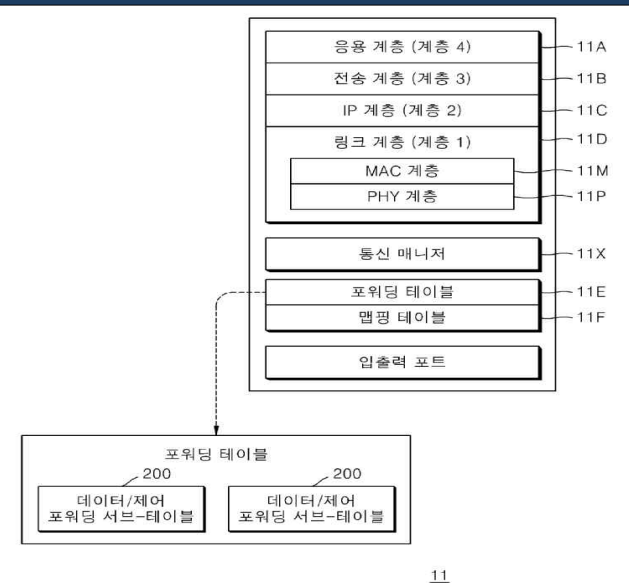 응용 계층 (계층 4)
11A
전송 계층 (계층 3)
11B
IP 계층 (계층 2)
11C
링크 계층 (계층 1)
11D
MAC 계층
11M
PHY 계층
11P
통신 매니저
11X
포워딩 테이블
11E
맵핑 테이블
11F
입출력 포트
포워딩 테이블
200
200
데이터/제어
포워딩 서브-테이블
데이터/제어
포워딩 서브-테이블
11